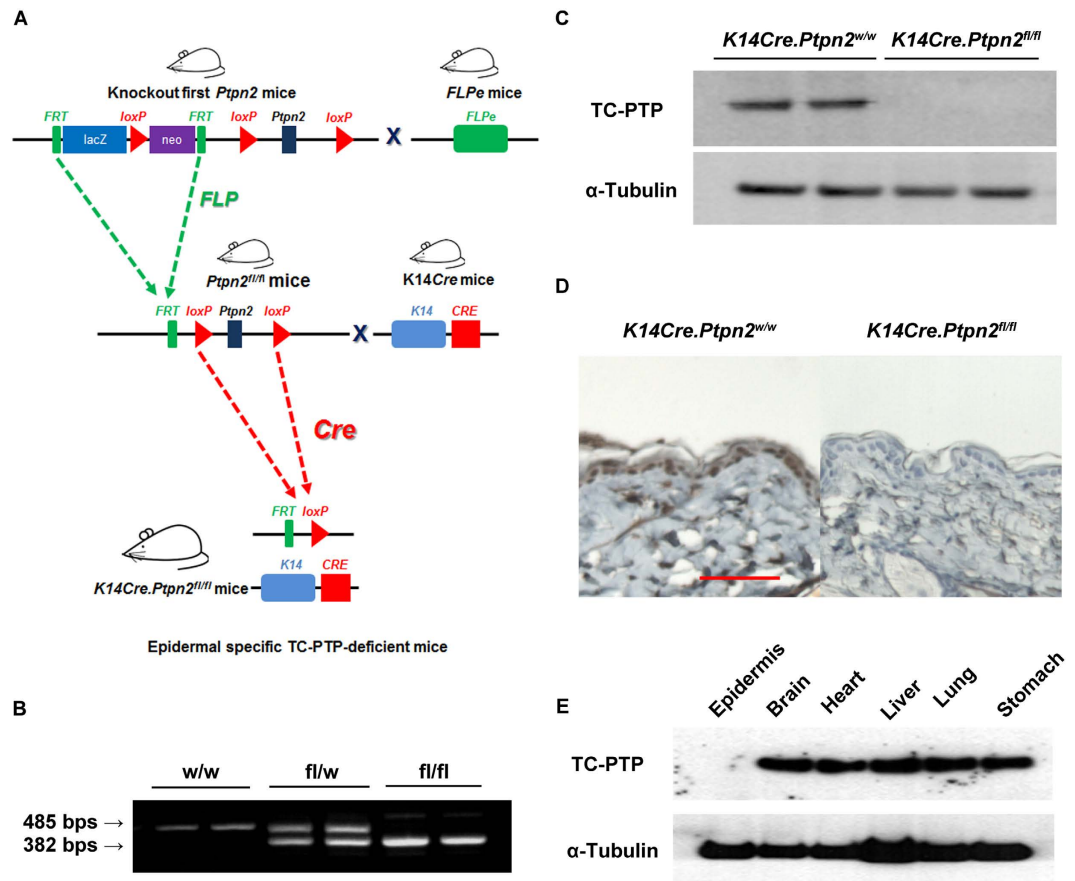 A
Knockout first Ptpn2 mice
FLPe mice
FRT loxP FRT loxP Ptpn2 loxP FLPe
lacZ neo X
FLP
Ptpn2fl/fl mice
K14Cre mice
FRT loxP Ptpn2 loxP K14 CRE
X
Cre
FRT loxP
K14 CRE
K14Cre.Ptpn2fl/fl mice
Epidermal specific TC-PTP-deficient mice
B
w/w fl/w fl/fl
485 bps →
382 bps →
C
K14Cre.Ptpn2w/w K14Cre.Ptpn2fl/fl
TC-PTP
α-Tubulin
D
K14Cre.Ptpn2w/w K14Cre.Ptpn2fl/fl
E
Epidermis Brain Heart Liver Lung Stomach
TC-PTP
α-Tubulin